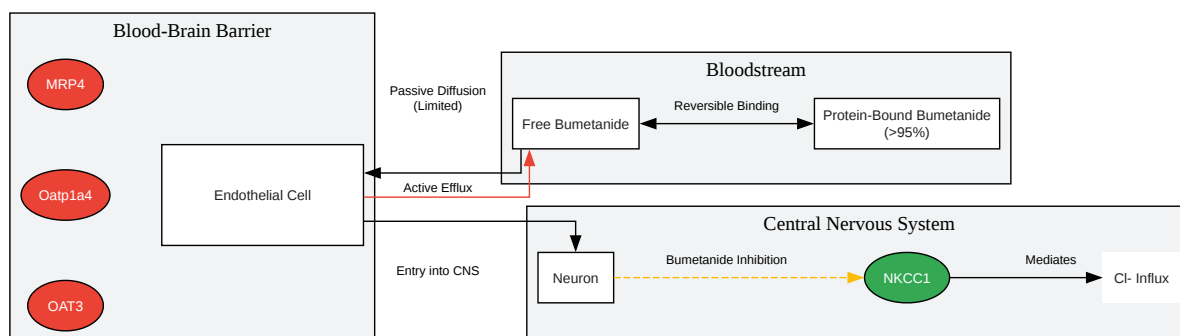 Blood-Brain Barrier
MRP4
Oatp1a4
OAT3
Endothelial Cell
Passive Diffusion
(Limited)
Active Efflux
Entry into CNS
Bloodstream
Free Bumetanide
Reversible Binding
Protein-Bound Bumetanide
(>95%)
Central Nervous System
Neuron
Bumetanide Inhibition
NKCC1
Mediates
Cl- Influx